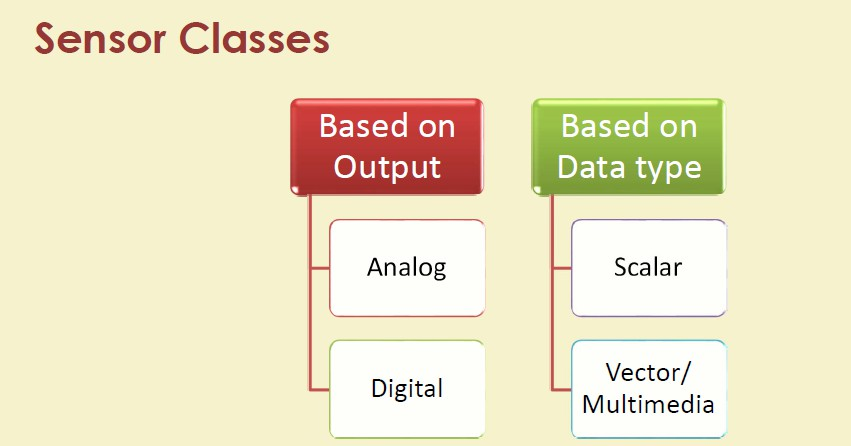 Sensor Classes
Based on
Output
Analog
Digital
Based on
Data type
Scalar
Vector/
Multimedia